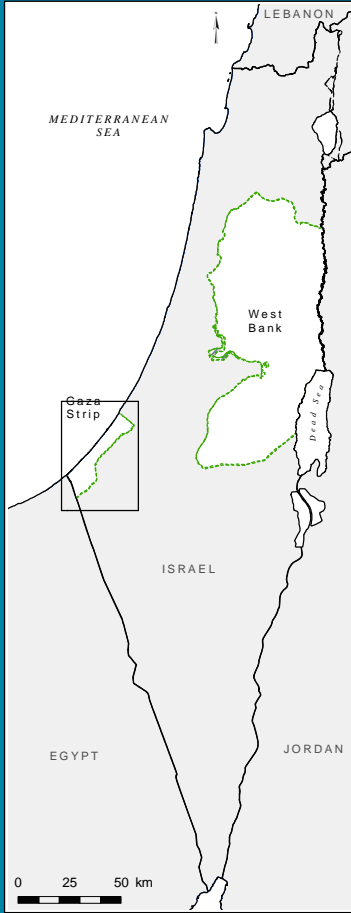 LEBANON
MEDITERRANEAN
SEA
West
Bank
Gaza
Strip
Dead Sea
ISRAEL
EGYPT
JORDAN
0 25 50 km